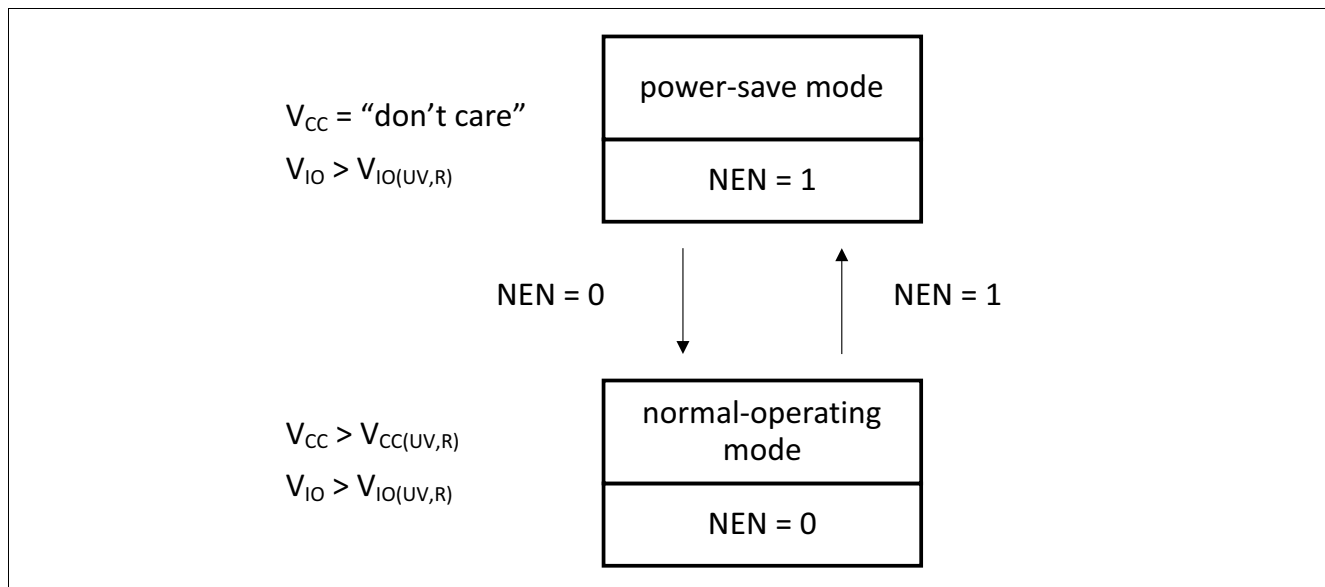 power-save mode
V_CC = “don’t care”
V_IO > V_IO(UV,R)
NEN = 1
NEN = 0
NEN = 1
normal-operating
mode
V_CC > V_CC(UV,R)
V_IO > V_IO(UV,R)
NEN = 0